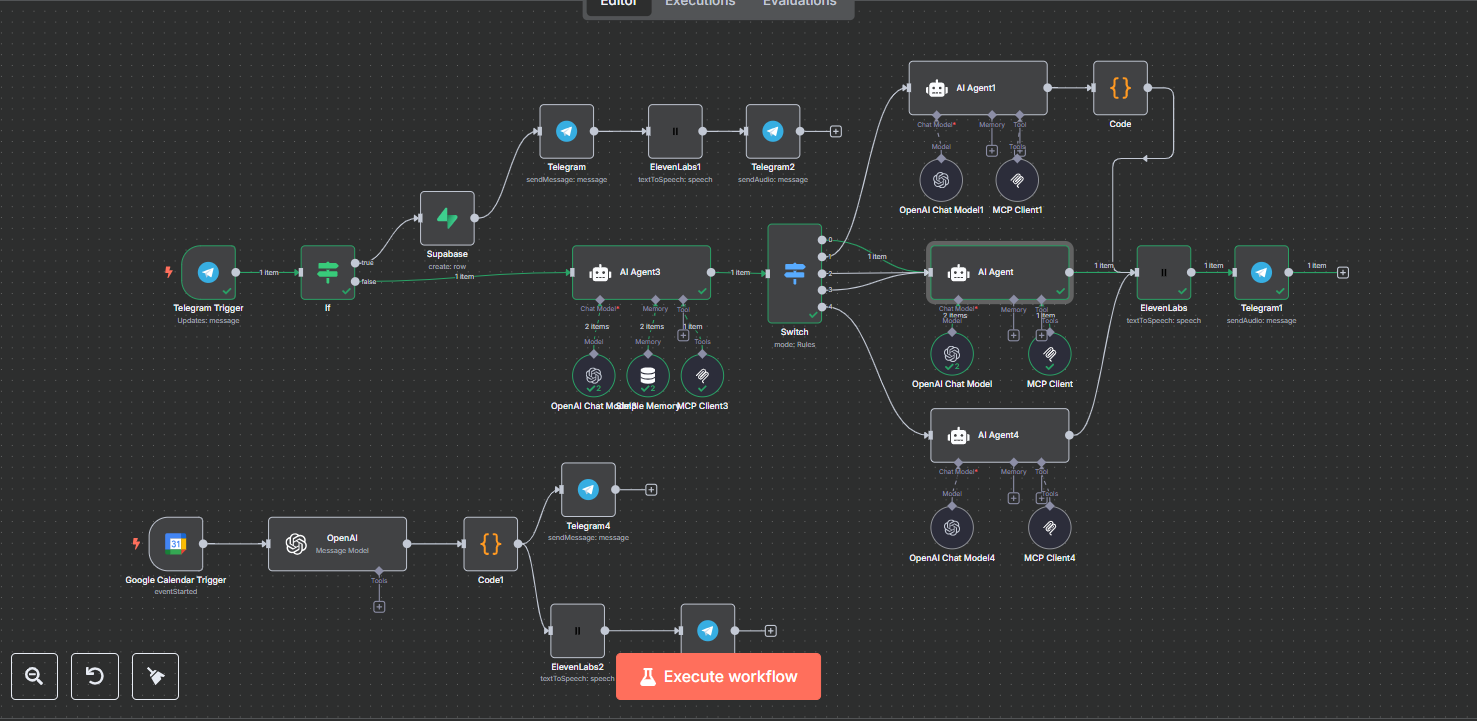 Editor
Executions
Evaluations
AI Agent1
Chat Model*
Memory
Tool
Model
Tools
OpenAI Chat Model1
MCP Client1
Code
Telegram
sendMessage: message
ElevenLabs1
textToSpeech: speech
Telegram2
sendAudio: message
Supabase
create: row
Telegram Trigger
Updates: message
1 item
If
true
false
1 item
AI Agent3
Chat Model*
Memory
Tool
2 items
2 items
1 item
Model
Memory
Tools
2
2
OpenAI Chat Model3
Simple Memory
MCP Client3
1 item
Switch
mode: Rules
0
1
2
3
4
1 item
AI Agent
Chat Model*
Memory
Tool
2 items
1 item
Model
Tools
2
OpenAI Chat Model
MCP Client
1 item
ElevenLabs
textToSpeech: speech
1 item
Telegram1
sendAudio: message
1 item
AI Agent4
Chat Model*
Memory
Tool
Model
Tools
OpenAI Chat Model4
MCP Client4
31
Google Calendar Trigger
eventStarted
OpenAI
Message Model
Tools
Code1
Telegram4
sendMessage: message
ElevenLabs2
textToSpeech: speech
Execute workflow